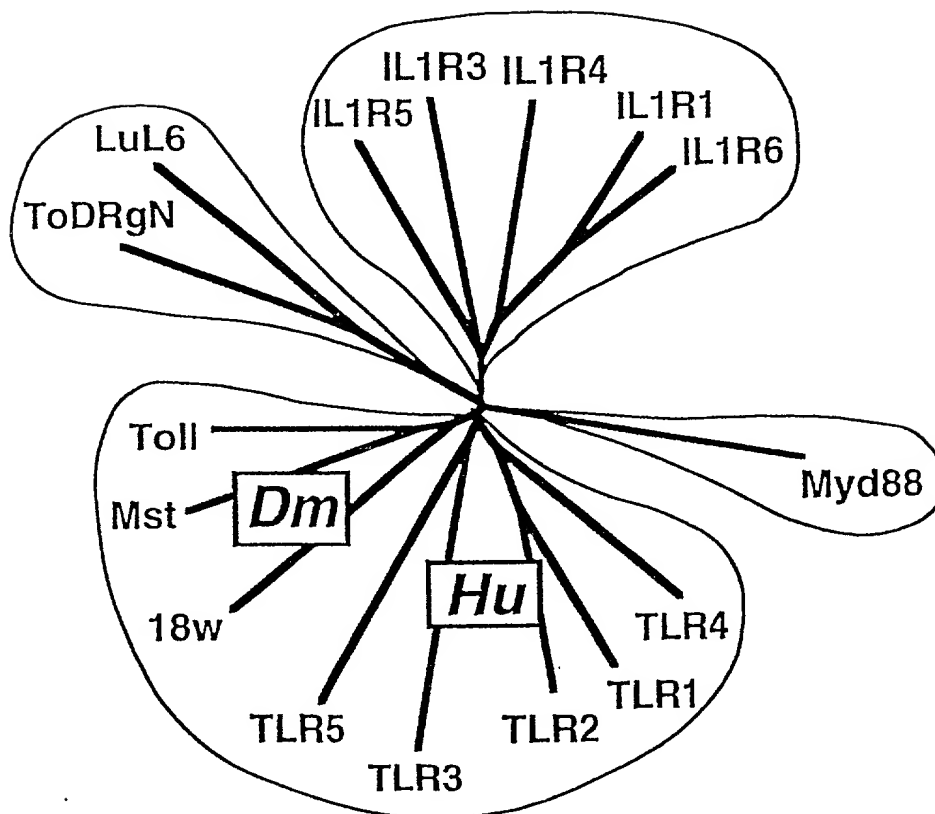 IL1R3 IL1R4
IL1R5
IL1R1
IL1R6
LuL6
ToDRgN
Toll
Mst
Dm
18w
Hu
Myd88
TLR4
TLR1
TLR2
TLR5
TLR3